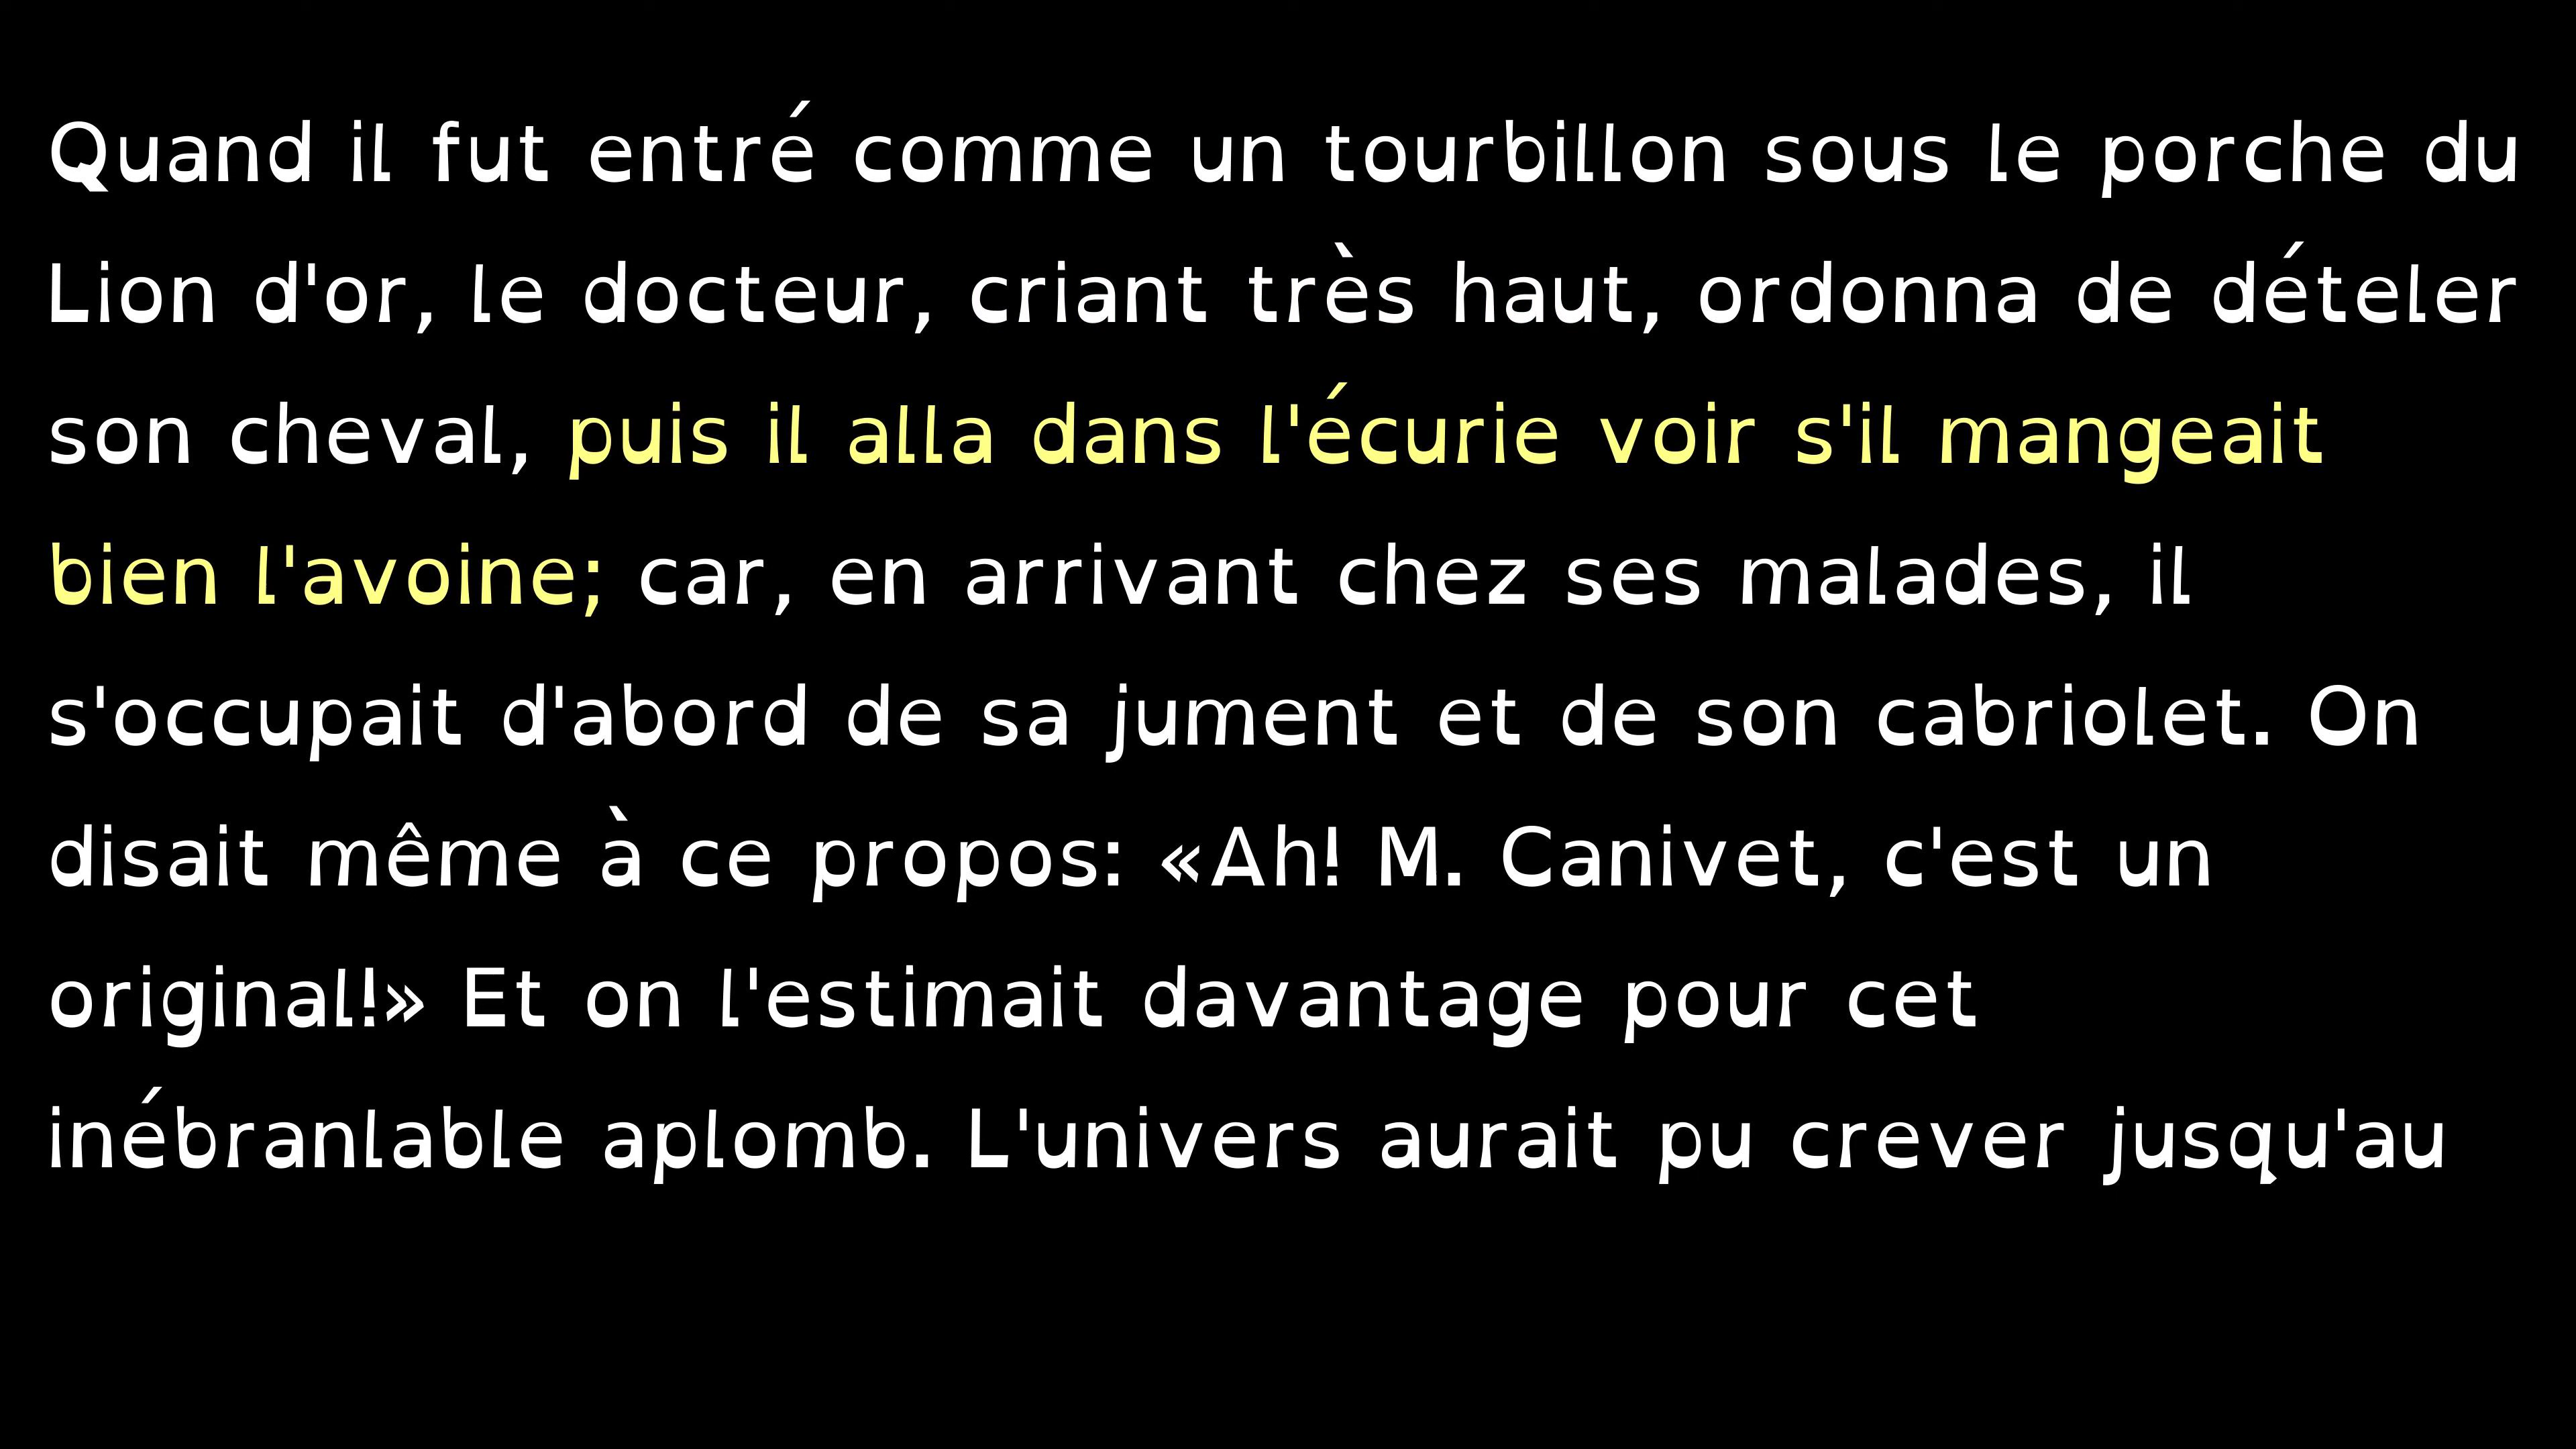 Quand il fut entré comme un tourbillon sous le porche du
Lion d'or, le docteur, criant très haut, ordonna de dételer
son cheval, puis il alla dans l'écurie voir s'il mangeait
bien l'avoine; car, en arrivant chez ses malades, il
s'occupait d'abord de sa jument et de son cabriolet. On
disait même à ce propos: «Ah! M. Canivet, c'est un
original!» Et on l'estimait davantage pour cet
inébranlable aplomb. L'univers aurait pu crever jusqu'au